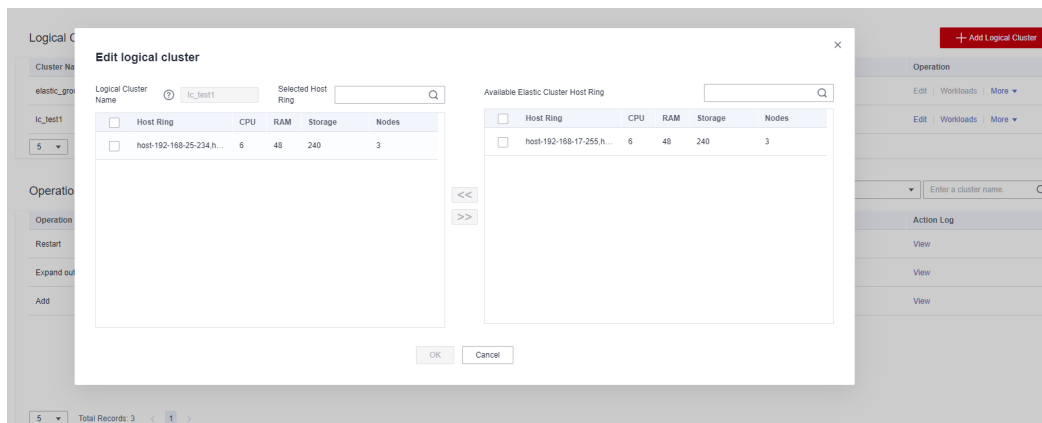 Logical C
+ Add Logical Cluster
Edit logical cluster
Cluster Na
Operation
elastic_grou
Edit | Workloads | More
lc_test1
Edit | Workloads | More
5
Logical Cluster Name
lc_test1
Selected Host Ring
Available Elastic Cluster Host Ring
Host Ring CPU RAM Storage Nodes
host-192-168-25-234,h... 6 48 240 3
Host Ring CPU RAM Storage Nodes
host-192-168-17-255,h... 6 48 240 3
<<
>>
Operatio
Enter a cluster name.
Operation
Action Log
Restart
View
Expand out
View
Add
View
OK
Cancel
5 Total Records: 3 < 1 >